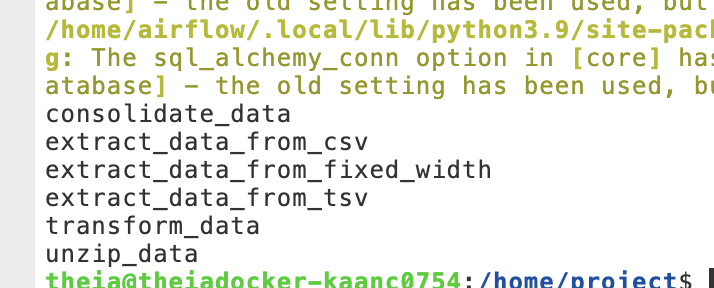 abase] – the old setting has been used, but
/home/airflow/.local/lib/python3.9/site-pac
g: The sql_alchemy_conn option in [core] has
atabase] – the old setting has been used, bu
consolidate_data
extract_data_from_csv
extract_data_from_fixed_width
extract_data_from_tsv
transform_data
unzip_data
theia@theiadocker-kaanc0754:/home/project$